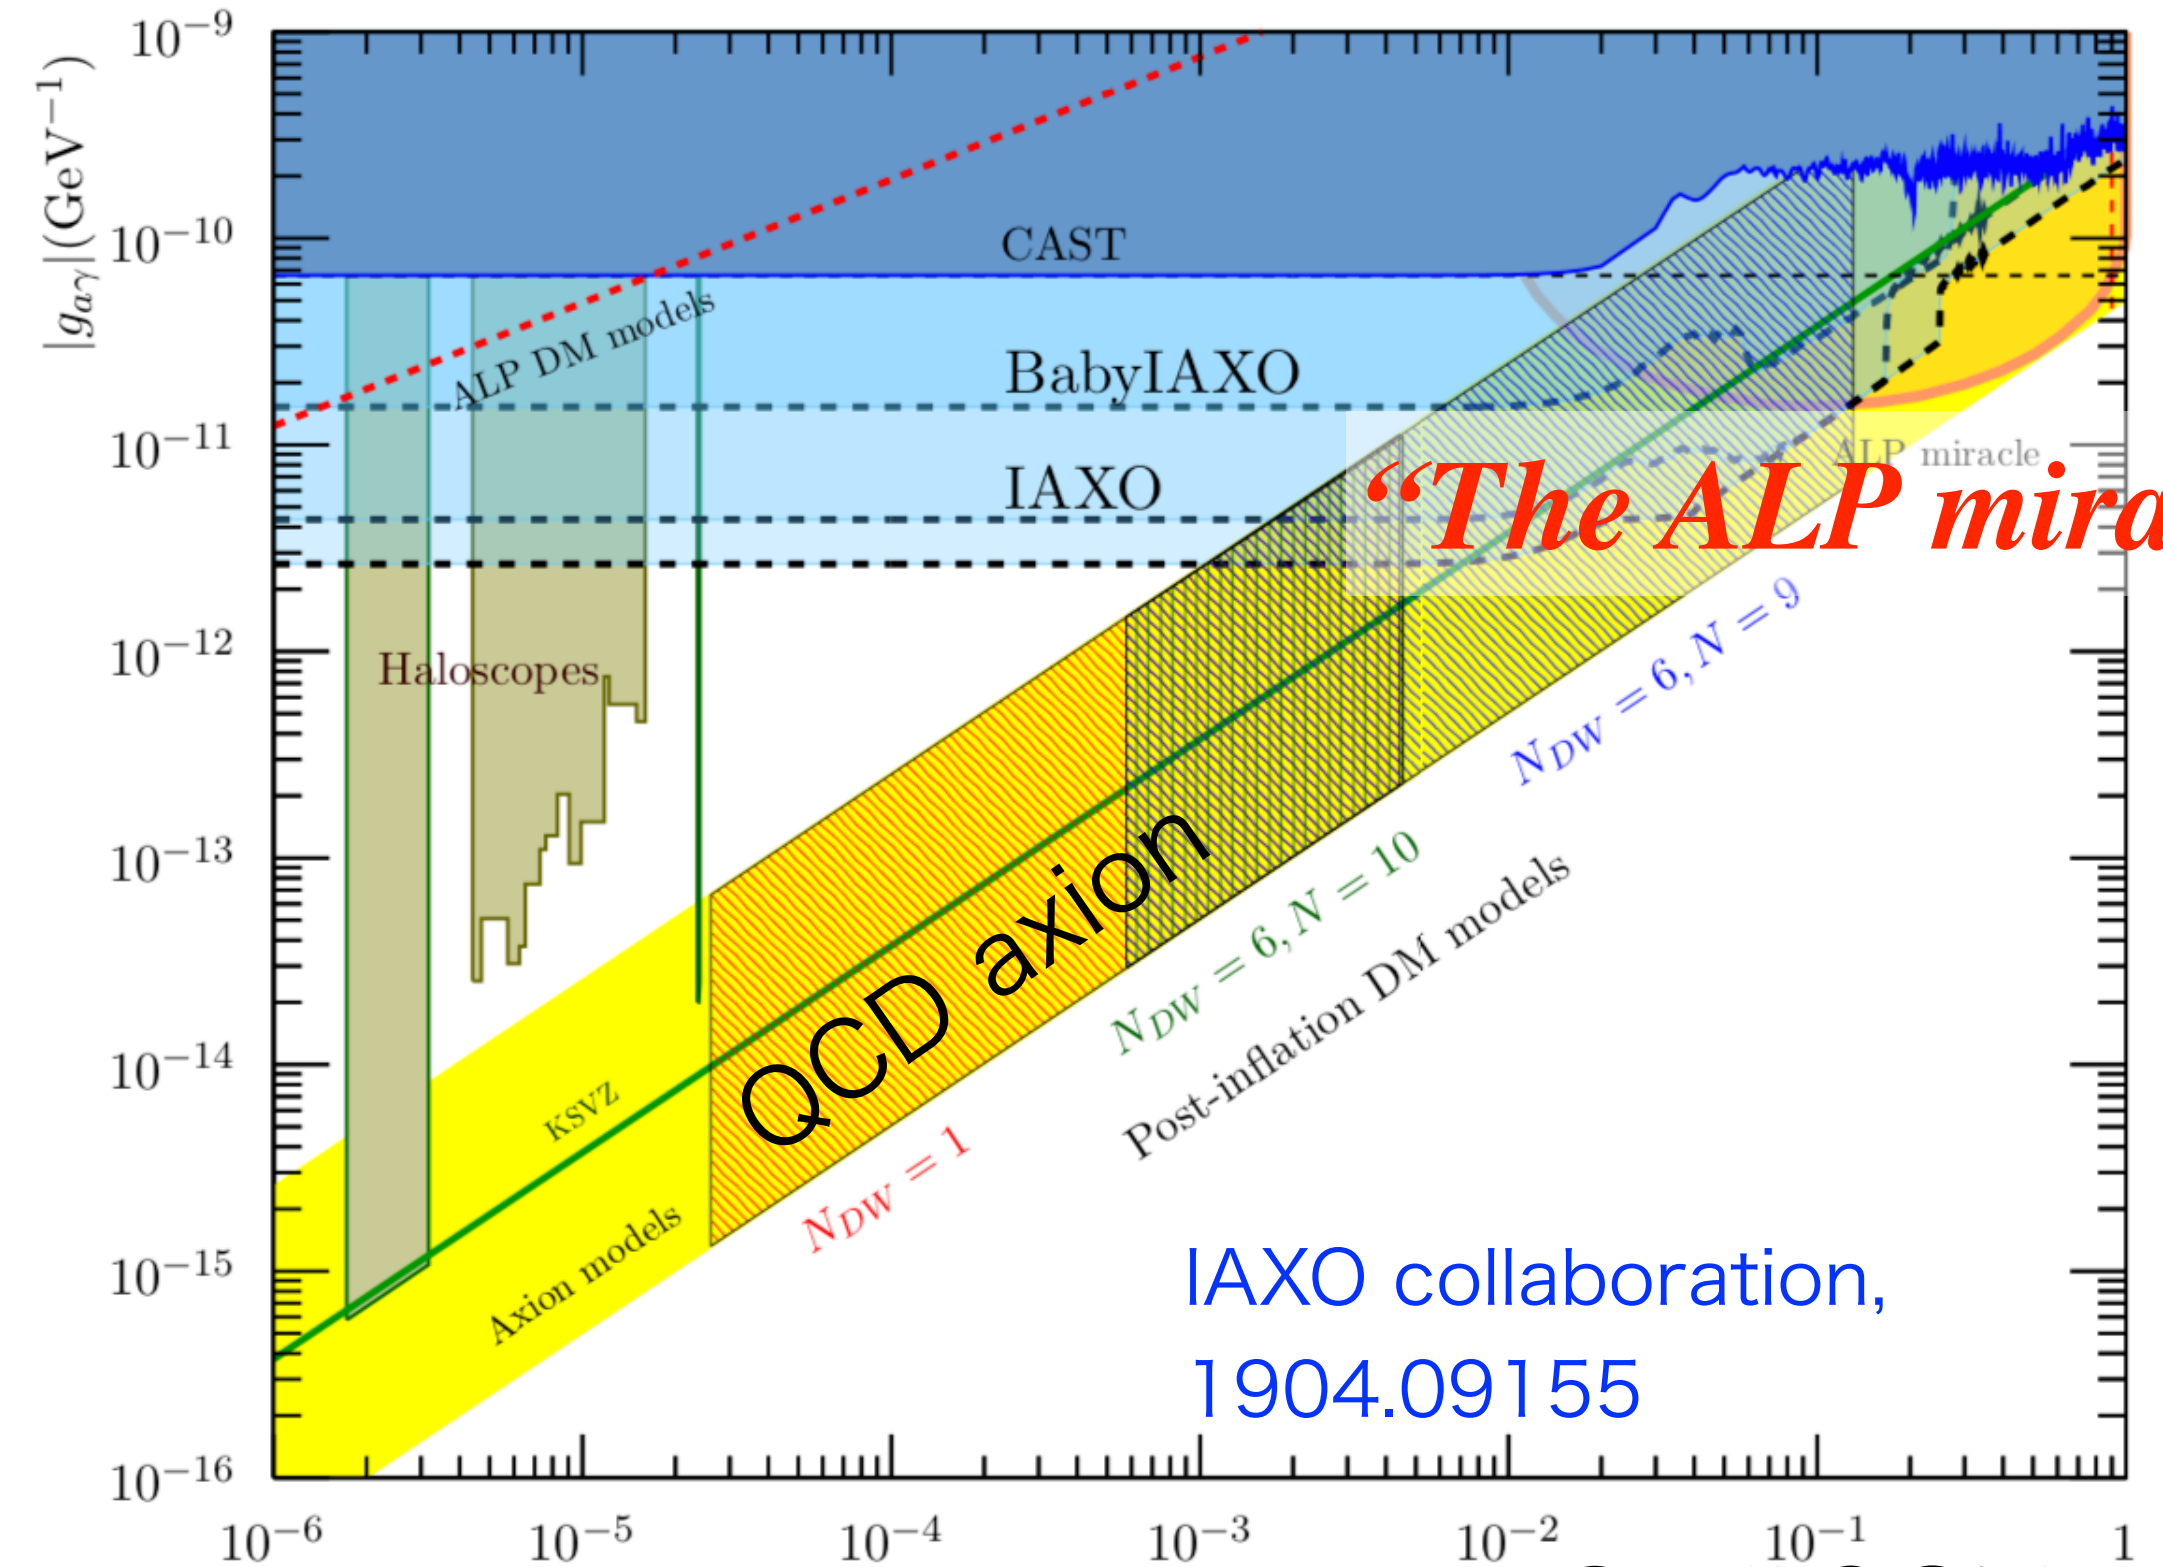 10⁻⁹
|g_{aγ}|(GeV⁻¹)
10⁻¹⁰
10⁻¹¹
10⁻¹²
10⁻¹³
10⁻¹⁴
10⁻¹⁵
10⁻¹⁶
CAST
ALP DM models
BabyIAXO
IAXO
ALP miracle
“The ALP
Haloscopes
N_{DW} = 6, N = 9
QCD axion
N_{DW} = 6, N = 10
Post-inflation DM models
KSVZ
Axion models
N_{DW} = 1
IAXO collaboration,
1904.09155
10⁻⁶ 10⁻⁵ 10⁻⁴ 10⁻³ 10⁻² 10⁻¹ 1